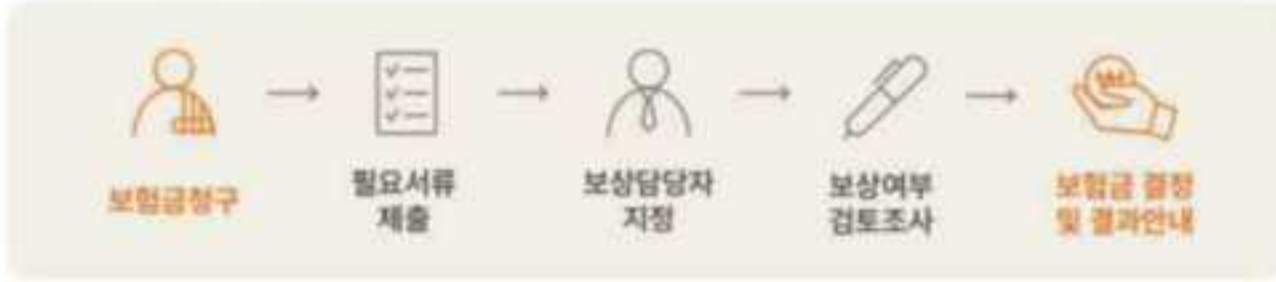 보험금청구
필요서류
제출
보상담당자
지정
보상여부
검토조사
보험금 결정
및 결과안내